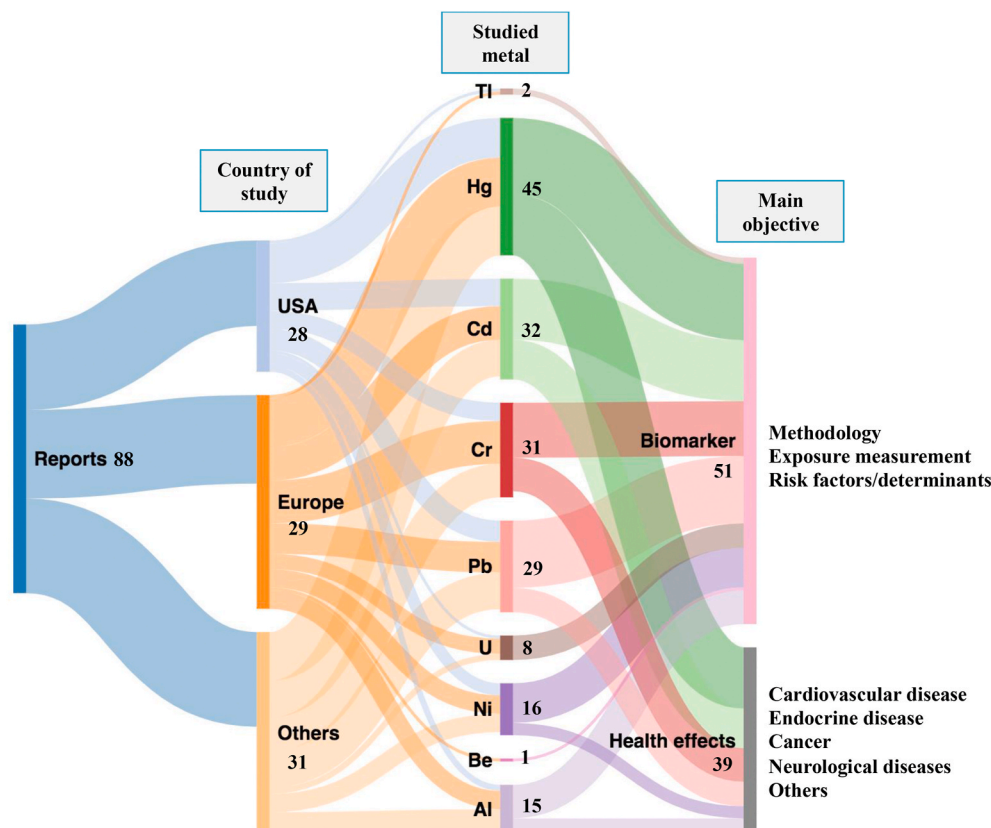 Studied
metal
Tl 2
Country of
study
Hg 45
Main
objective
USA
28
Cd 32
Cr 31
Biomarker
51
Methodology
Exposure measurement
Risk factors/determinants
Reports 88
Europe
29
Pb 29
U 8
Ni 16
Others
31
Be 1
Al 15
Health effects
39
Cardiovascular disease
Endocrine disease
Cancer
Neurological diseases
Others